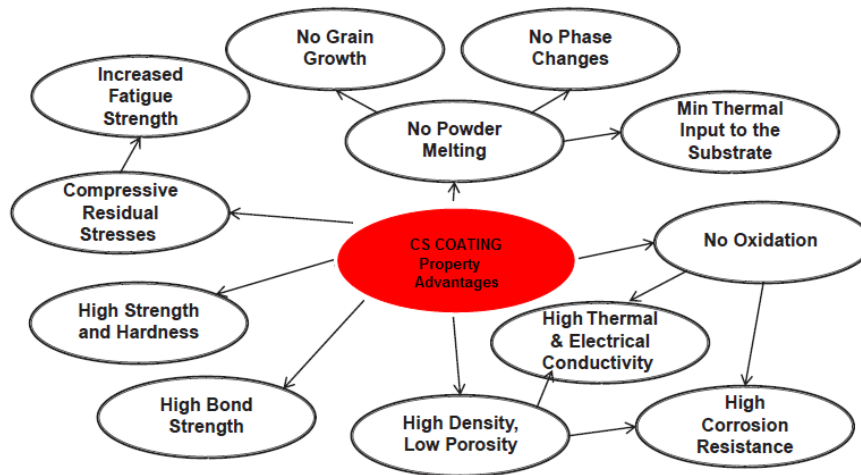 No Grain
Growth
No Phase
Changes
Increased
Fatigue
Strength
No Powder
Melting
Min Thermal
Input to the
Substrate
Compressive
Residual
Stresses
CS COATING
Property
Advantages
No Oxidation
High Strength
and Hardness
High Thermal
& Electrical
Conductivity
High Bond
Strength
High Density,
Low Porosity
High
Corrosion
Resistance